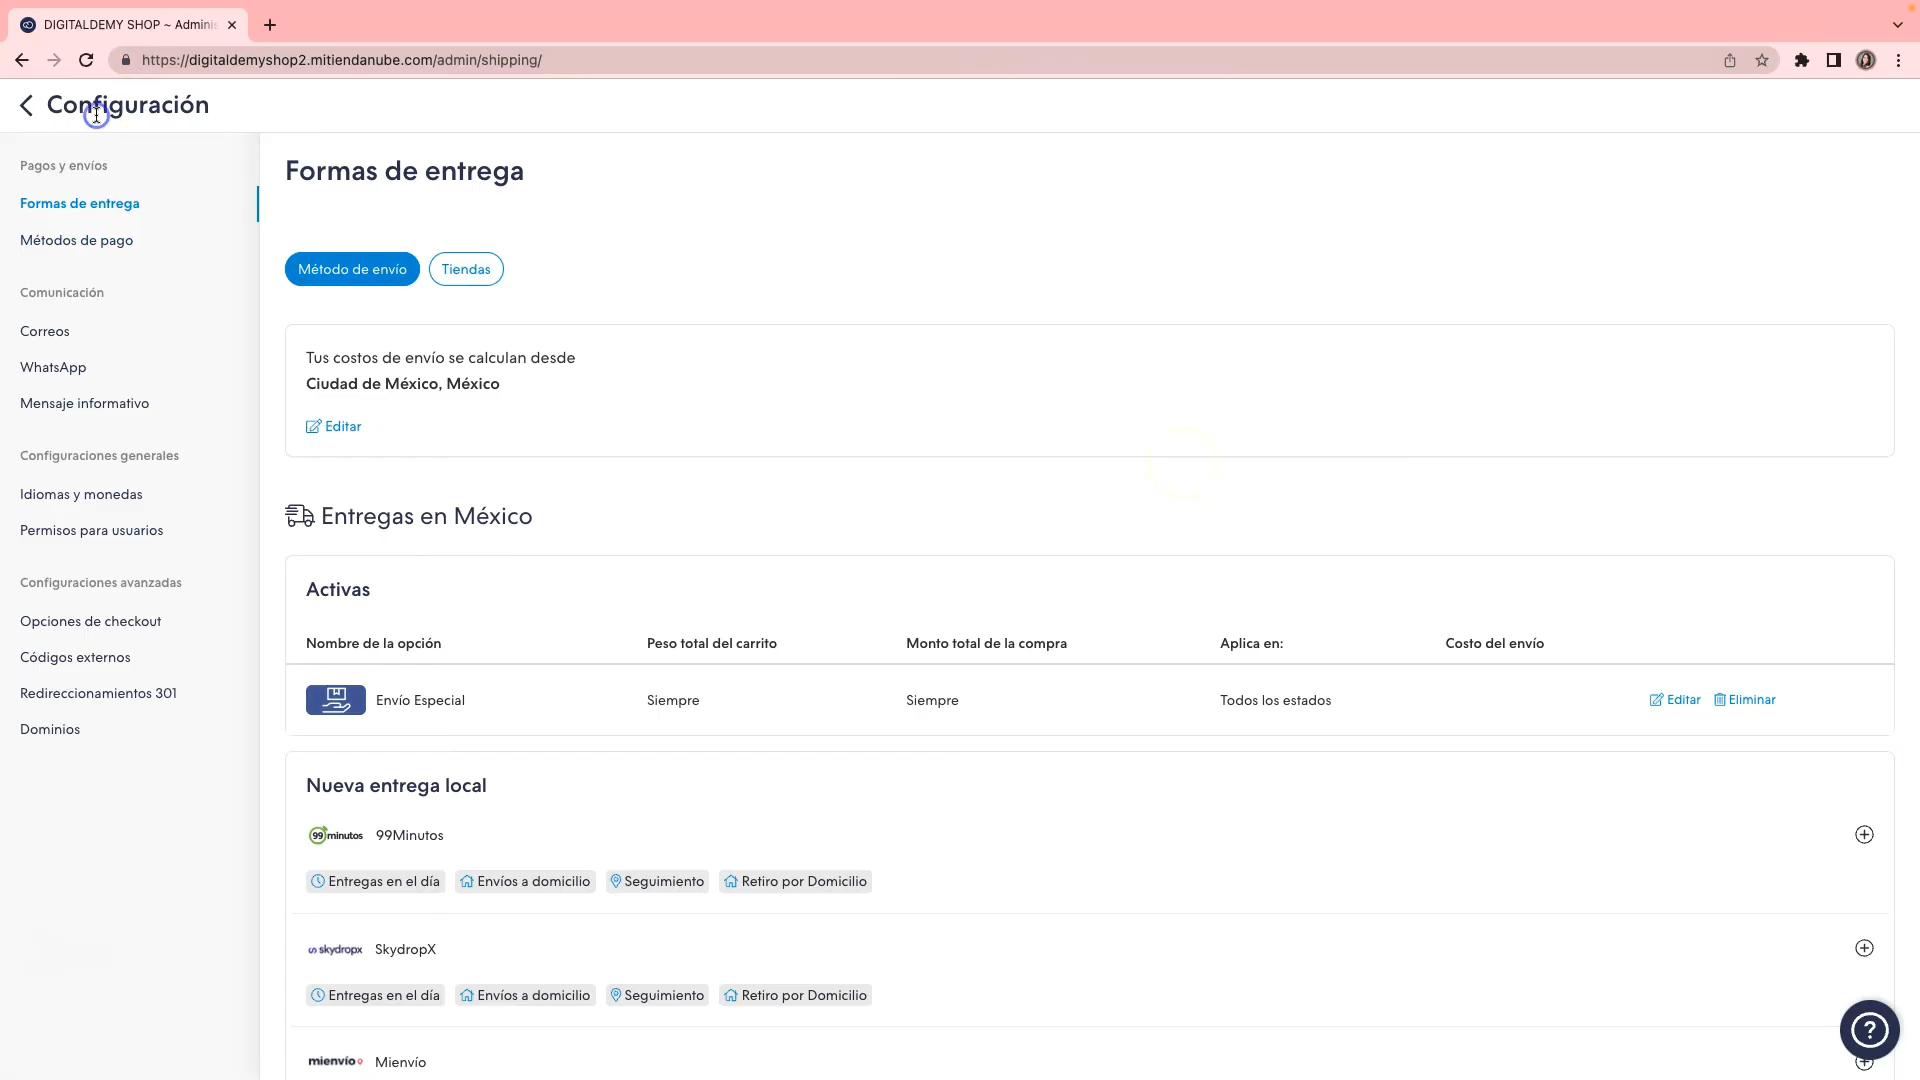 DIGITALDEMY SHOP ~ Adminis
https://digitaldemyshop2.mitiendanube.com/admin/shipping/
Configuración
Pagos y envíos
Formas de entrega
Métodos de pago
Comunicación
Correos
WhatsApp
Mensaje informativo
Configuraciones generales
Idiomas y monedas
Permisos para usuarios
Configuraciones avanzadas
Opciones de checkout
Códigos externos
Redireccionamientos 301
Dominios
Formas de entrega
Método de envío Tiendas
Tus costos de envío se calculan desde
Ciudad de México, México
Editar
Entregas en México
Activas
Nombre de la opción Peso total del carrito Monto total de la compra Aplica en: Costo del envío
Envío Especial Siempre Siempre Todos los estados Editar Eliminar
Nueva entrega local
99minutos 99Minutos
Entregas en el día Envíos a domicilio Seguimiento Retiro por Domicilio
skydropx SkydropX
Entregas en el día Envíos a domicilio Seguimiento Retiro por Domicilio
mienvío Mienvío
?